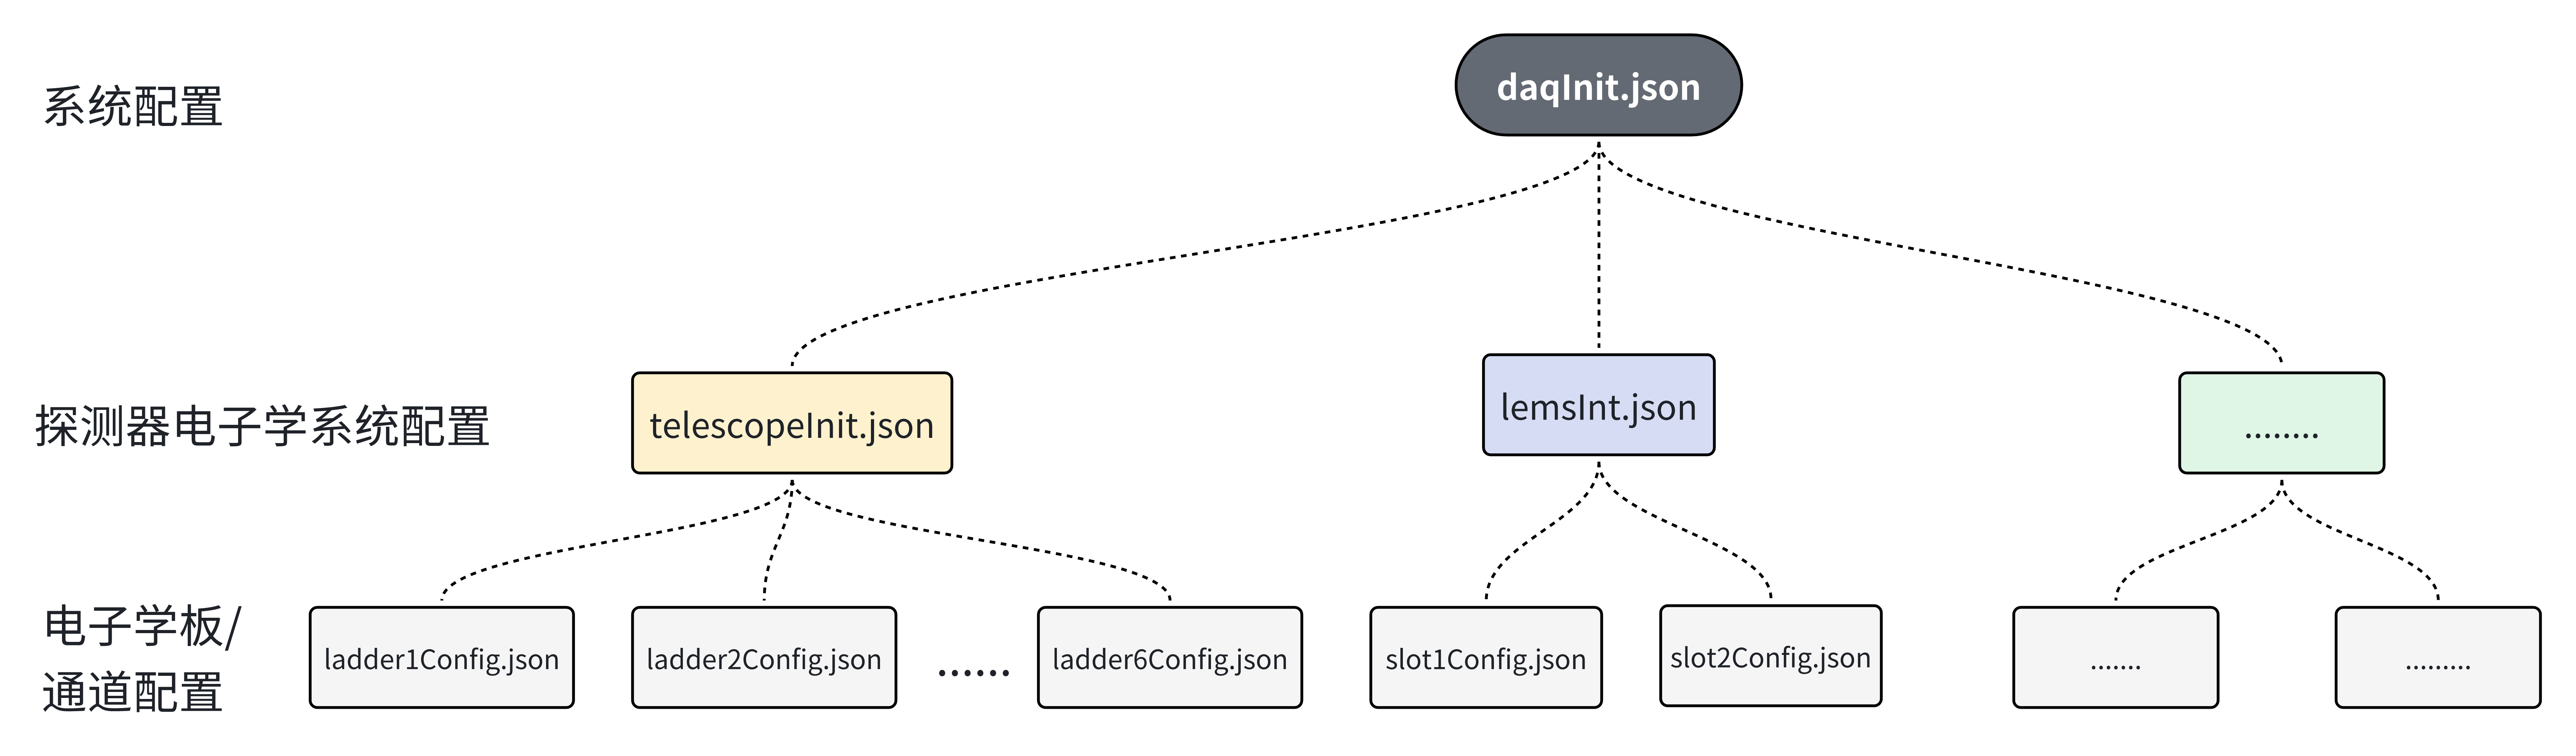 系统配置
daqInit.json
探测器电子学系统配置
telescopeInit.json
lemsInt.json
........
电子学板/
通道配置
ladder1Config.json
ladder2Config.json
......
ladder6Config.json
slot1Config.json
slot2Config.json
.......
.........